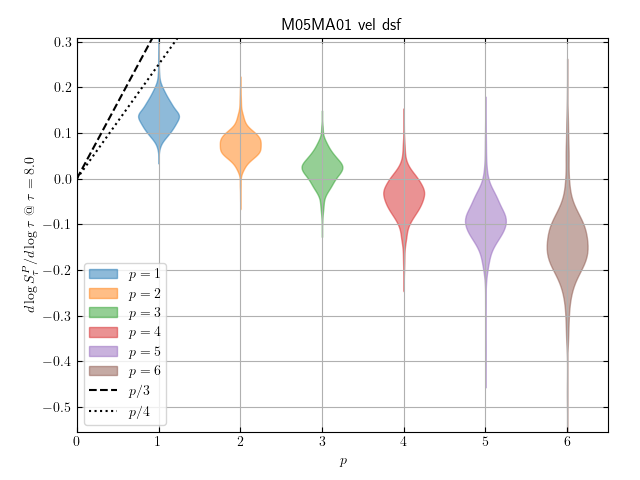 M05MA01 vel dsf
0.3
0.2
0.1
0.0
−0.1
−0.2
−0.3
−0.4
−0.5
d log S_τ^P / d log τ @ τ = 8.0
p = 1
p = 2
p = 3
p = 4
p = 5
p = 6
p/3
p/4
0 1 2 3 4 5 6
p